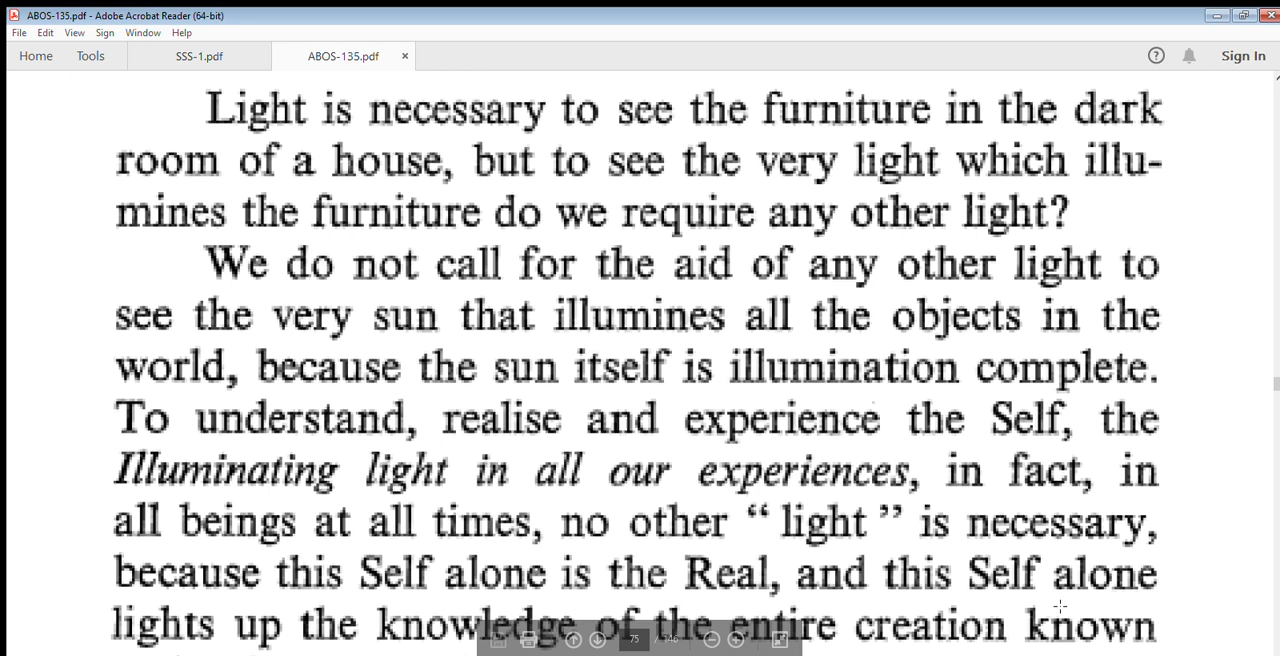 ABOS-135.pdf - Adobe Acrobat Reader (64-bit)
File Edit View Sign Window Help
Home Tools SSS-1.pdf ABOS-135.pdf × ? Sign In
Light is necessary to see the furniture in the dark
room of a house, but to see the very light which illu-
mines the furniture do we require any other light?
We do not call for the aid of any other light to
see the very sun that illumines all the objects in the
world, because the sun itself is illumination complete.
To understand, realise and experience the Self, the
Illuminating light in all our experiences, in fact, in
all beings at all times, no other “ light ” is necessary,
because this Self alone is the Real, and this Self alone
lights up the knowledge of the entire creation known
75 / 146